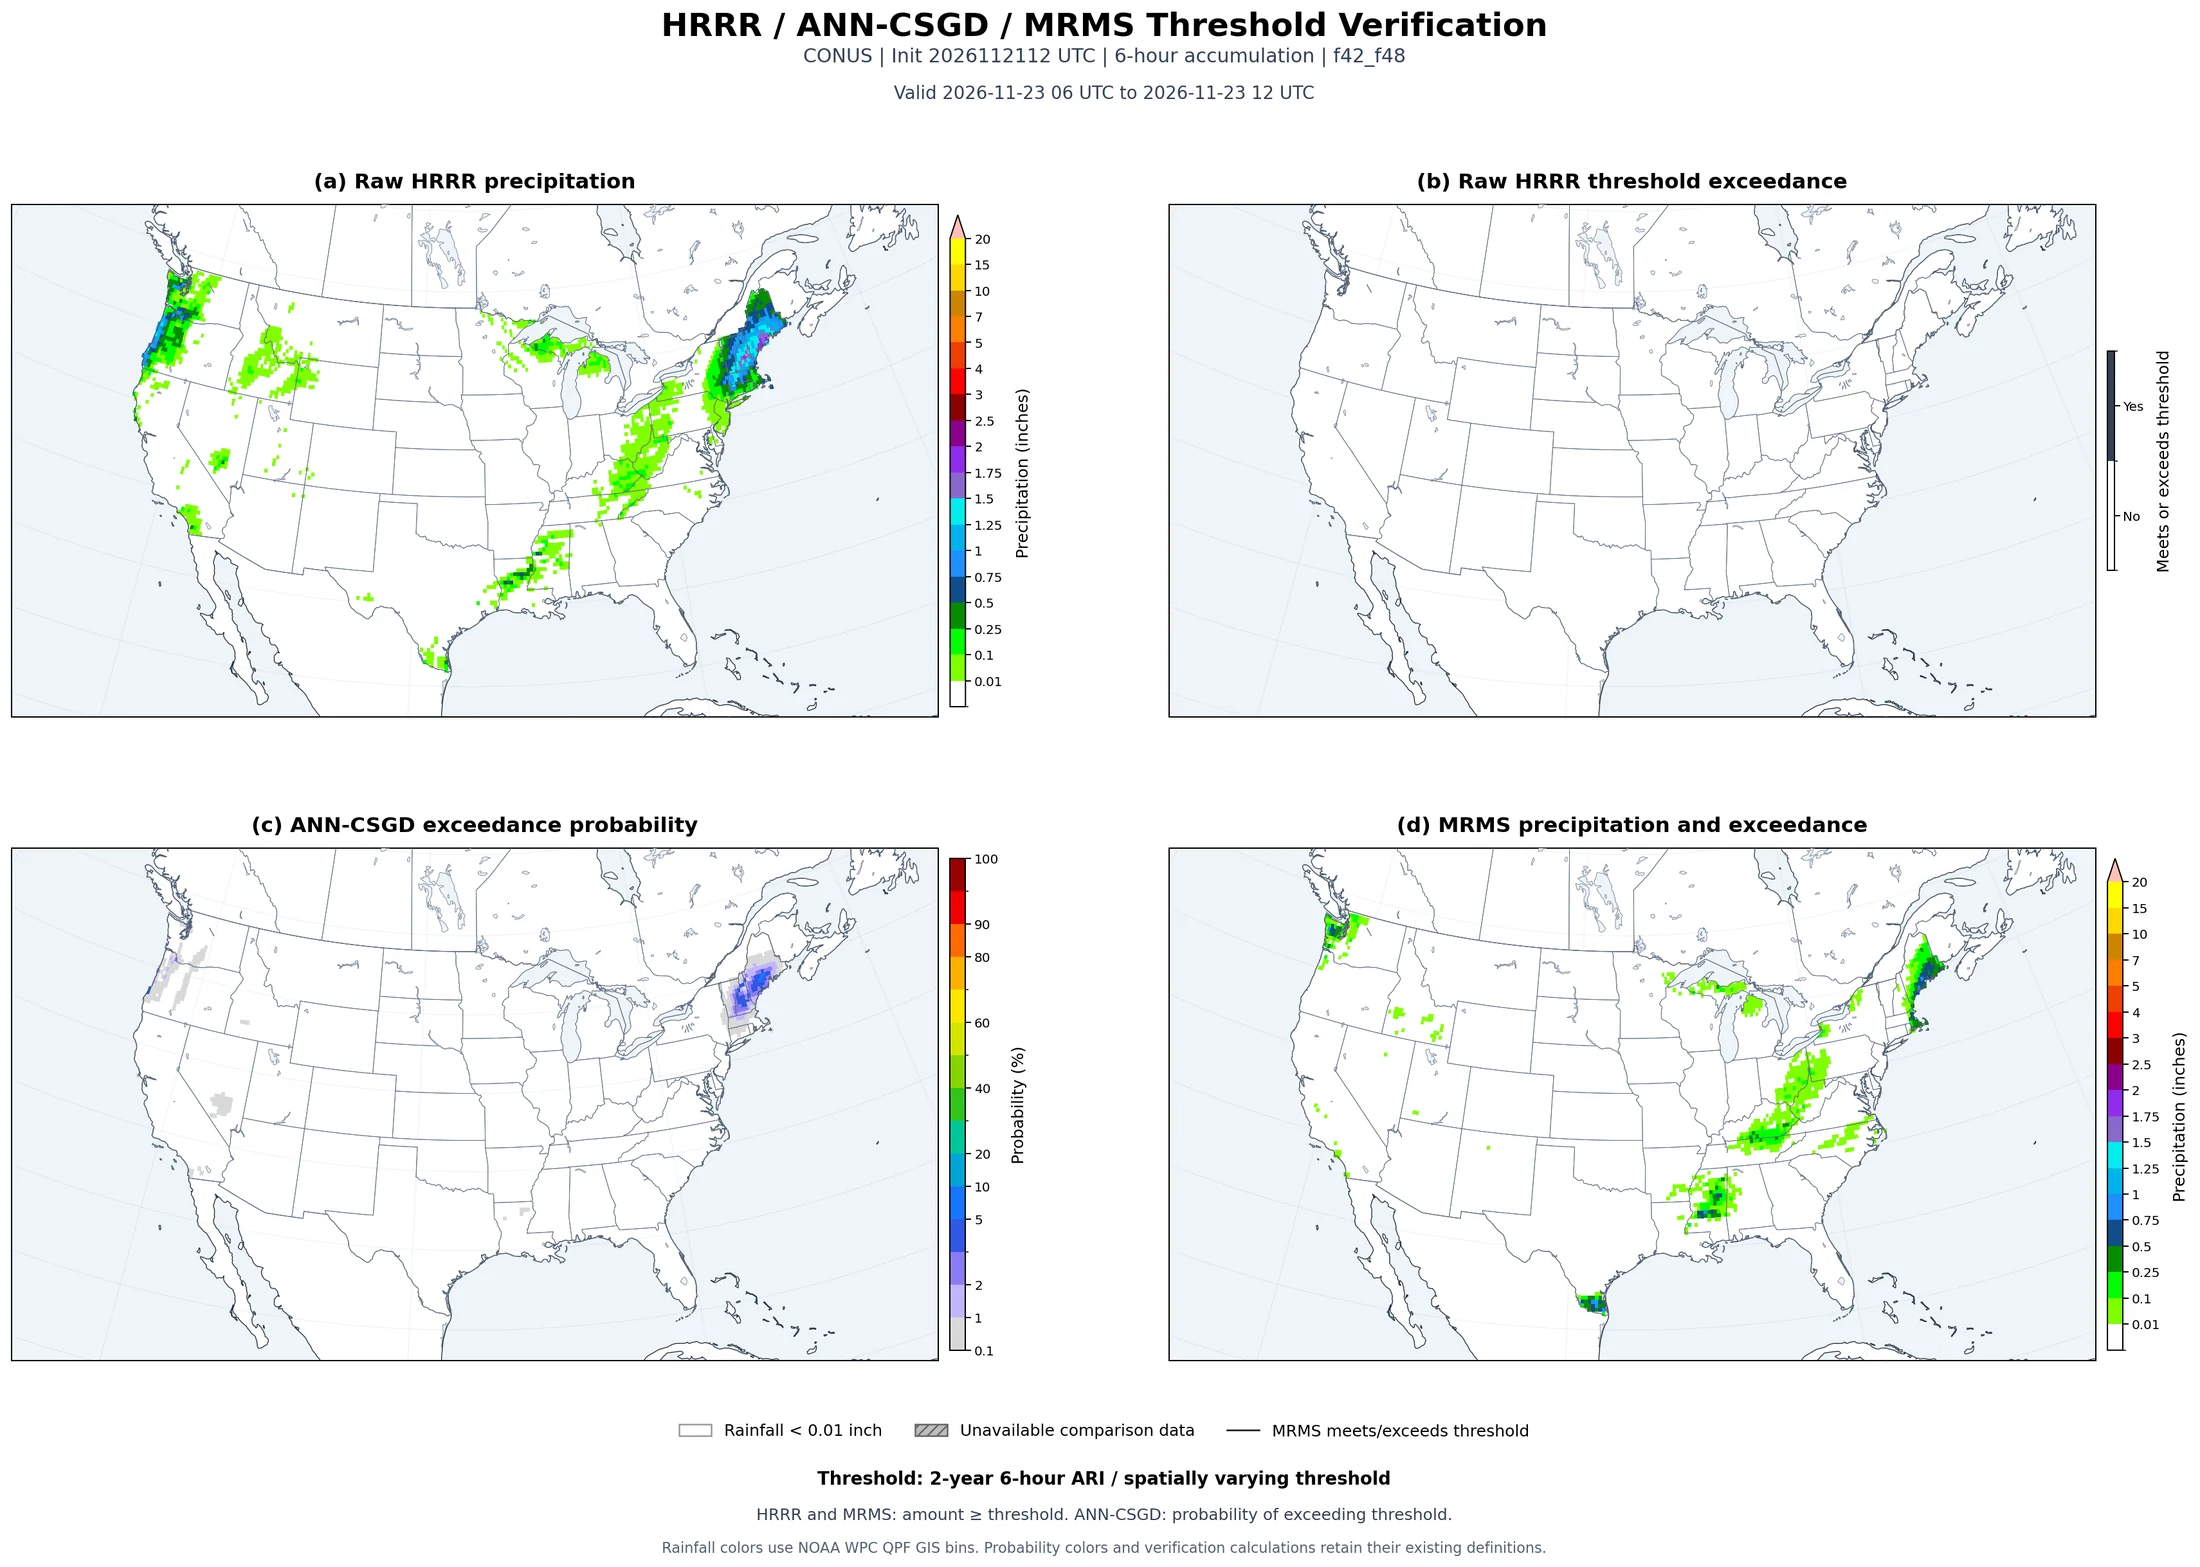 HRRR / ANN-CSGD / MRMS Threshold Verification
CONUS | Init 2026112112 UTC | 6-hour accumulation | f42_f48
Valid 2026-11-23 06 UTC to 2026-11-23 12 UTC
(a) Raw HRRR precipitation
20
15
10
7
5
4
3
2.5
2
1.75
1.5
1.25
1
0.75
0.5
0.25
0.1
0.01
Precipitation (inches)
(b) Raw HRRR threshold exceedance
Yes
No
Meets or exceeds threshold
(c) ANN-CSGD exceedance probability
100
90
80
60
40
20
10
5
2
1
0.1
Probability (%)
(d) MRMS precipitation and exceedance
20
15
10
7
5
4
3
2.5
2
1.75
1.5
1.25
1
0.75
0.5
0.25
0.1
0.01
Precipitation (inches)
Rainfall < 0.01 inch
Unavailable comparison data
MRMS meets/exceeds threshold
Threshold: 2-year 6-hour ARI / spatially varying threshold
HRRR and MRMS: amount ≥ threshold. ANN-CSGD: probability of exceeding threshold.
Rainfall colors use NOAA WPC QPF GIS bins. Probability colors and verification calculations retain their existing definitions.